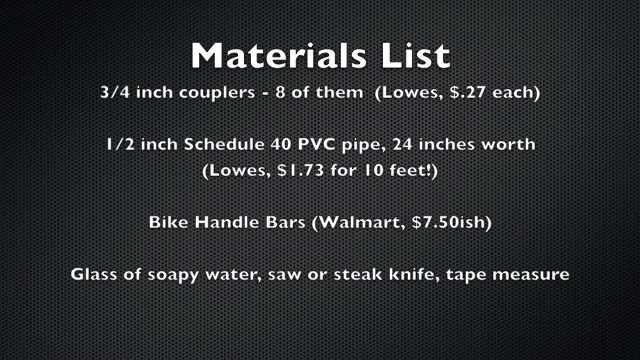 Materials List
3/4 inch couplers - 8 of them (Lowes, $.27 each)
1/2 inch Schedule 40 PVC pipe, 24 inches worth
(Lowes, $1.73 for 10 feet!)
Bike Handle Bars (Walmart, $7.50ish)
Glass of soapy water, saw or steak knife, tape measure